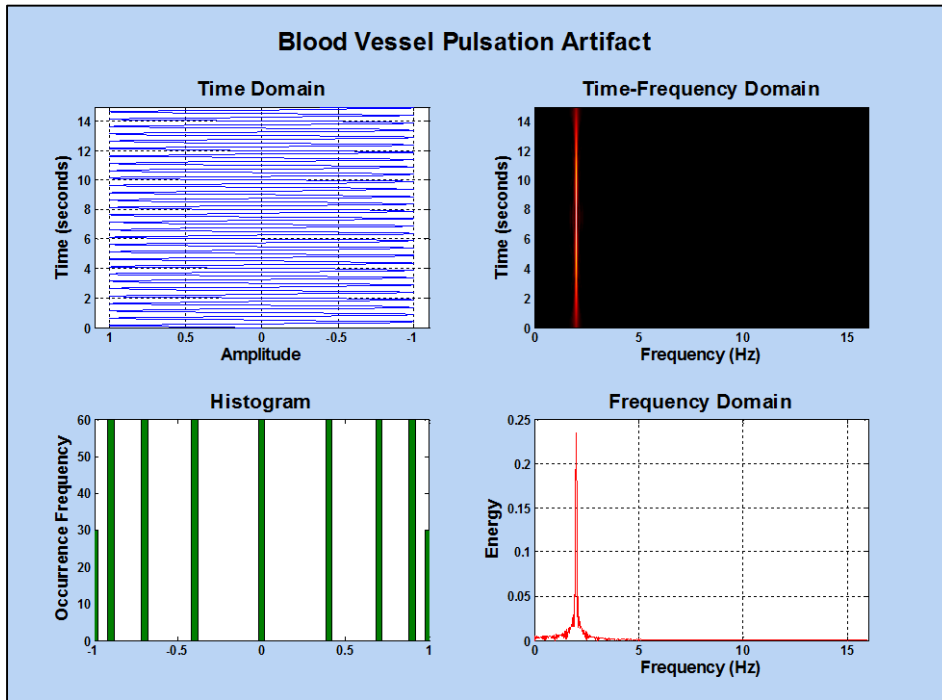 Blood Vessel Pulsation Artifact
Time Domain
14
12
10
8
6
4
2
0
Time (seconds)
1 0.5 0 -0.5 -1
Amplitude
Time-Frequency Domain
14
12
10
8
6
4
2
0
Time (seconds)
0 5 10 15
Frequency (Hz)
Histogram
60
50
40
30
20
10
0
Occurrence Frequency
-1 -0.5 0 0.5 1
Frequency Domain
0.25
0.2
0.15
0.1
0.05
0
Energy
0 5 10 15
Frequency (Hz)